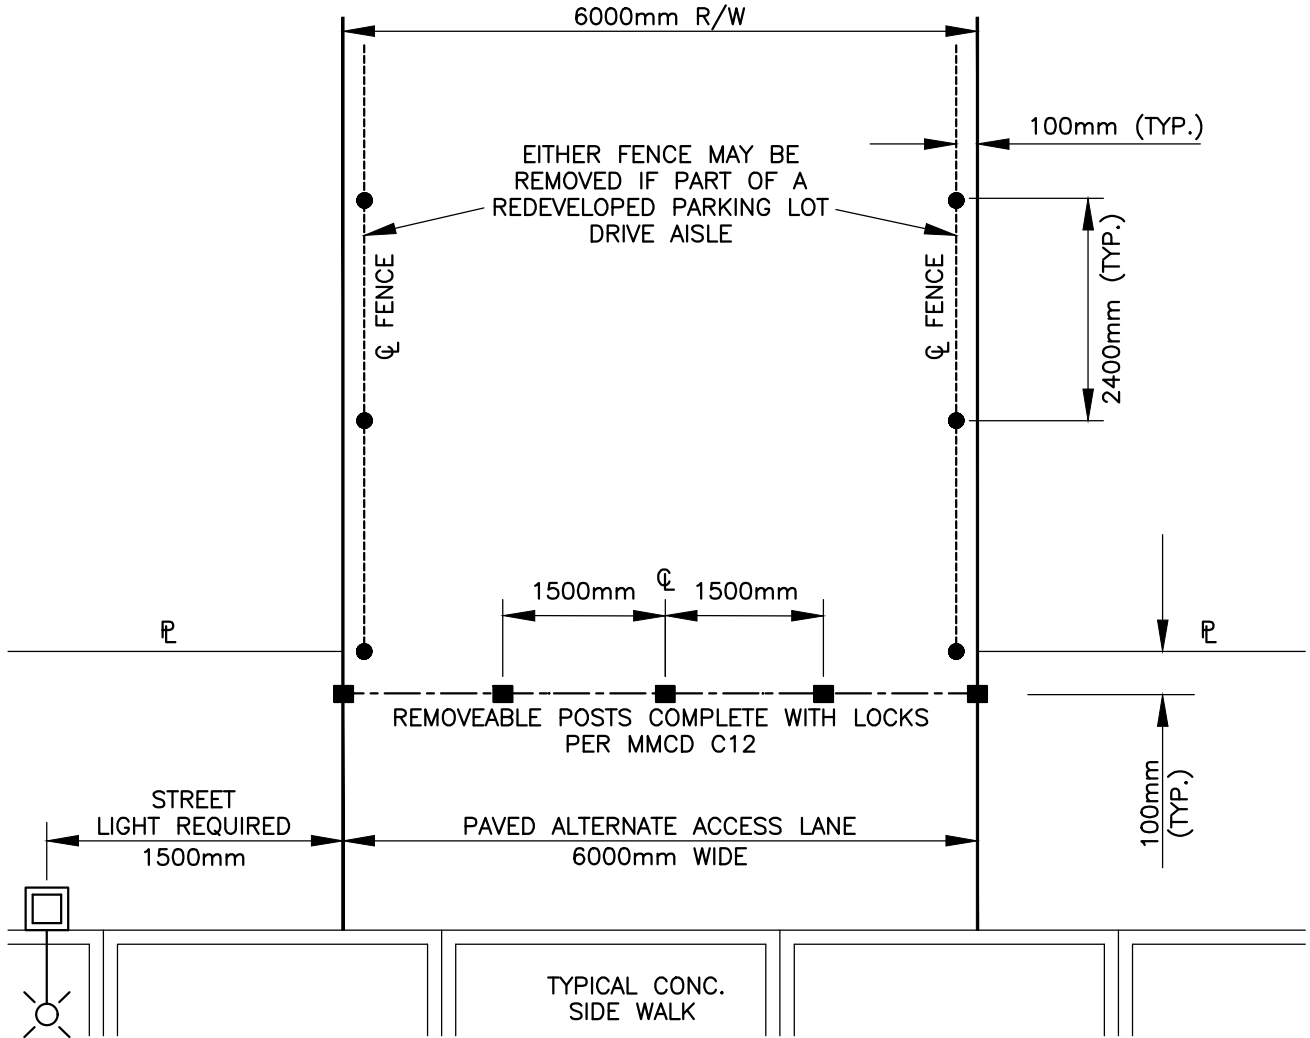 6000mm R/W
100mm (TYP.)
EITHER FENCE MAY BE
REMOVED IF PART OF A
REDEVELOPED PARKING LOT
DRIVE AISLE
℄ FENCE
℄ FENCE
2400mm (TYP.)
℄
1500mm
1500mm
⅊
⅊
REMOVEABLE POSTS COMPLETE WITH LOCKS
PER MMCD C12
100mm
(TYP.)
STREET
LIGHT REQUIRED
1500mm
PAVED ALTERNATE ACCESS LANE
6000mm WIDE
TYPICAL CONC.
SIDE WALK